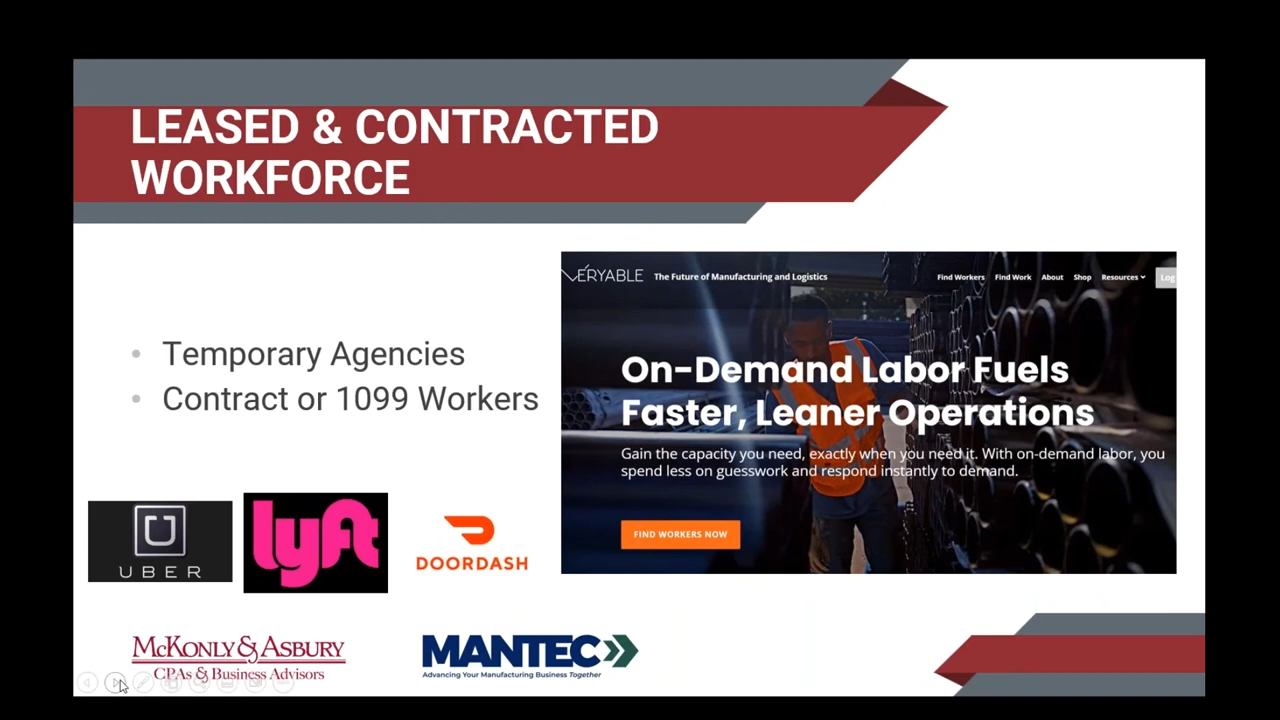 LEASED & CONTRACTED
WORKFORCE
• Temporary Agencies
• Contract or 1099 Workers
VERYABLE The Future of Manufacturing and Logistics Find Workers Find Work About Shop Resources Log
On-Demand Labor Fuels
Faster, Leaner Operations
Gain the capacity you need, exactly when you need it. With on-demand labor, you
spend less on guesswork and respond instantly to demand.
FIND WORKERS NOW
U
UBER
lyft
DOORDASH
McKonly & Asbury
CPAs & Business Advisors
MANTEC
Advancing Your Manufacturing Business Together